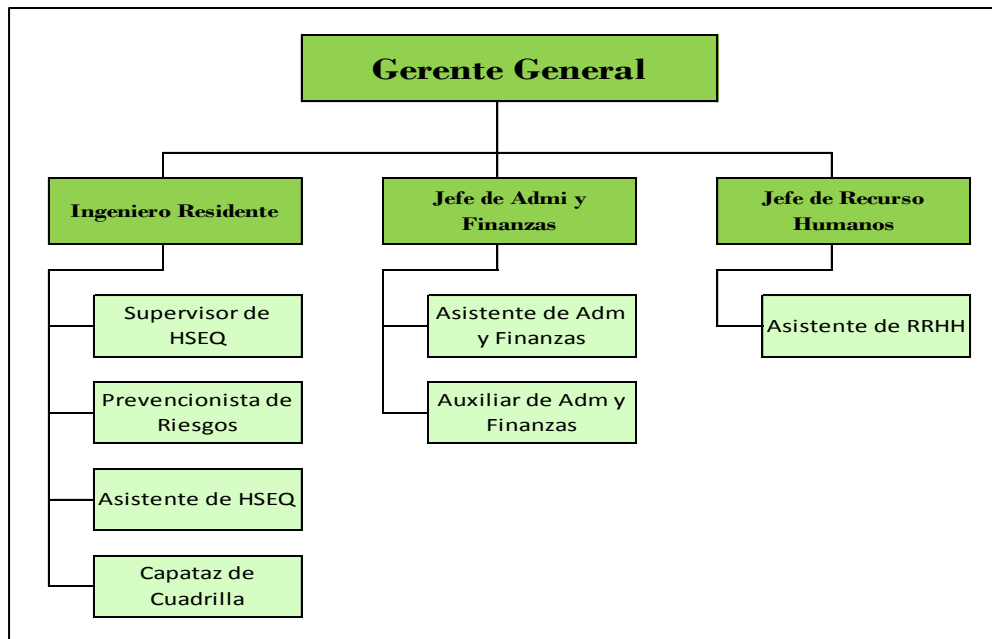 Gerente General
Ingeniero Residente
Jefe de Admi y
Finanzas
Jefe de Recurso
Humanos
Supervisor de
HSEQ
Prevencionista de
Riesgos
Asistente de HSEQ
Capataz de
Cuadrilla
Asistente de Adm
y Finanzas
Auxiliar de Adm y
Finanzas
Asistente de RRHH